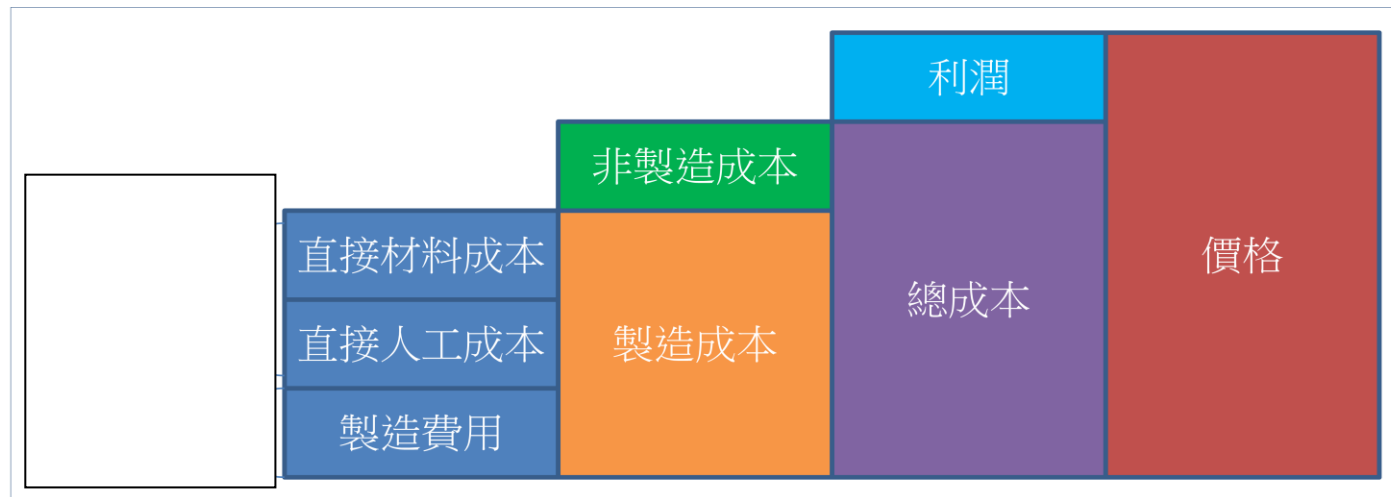 利潤
非製造成本
直接材料成本
價格
總成本
直接人工成本
製造成本
製造費用